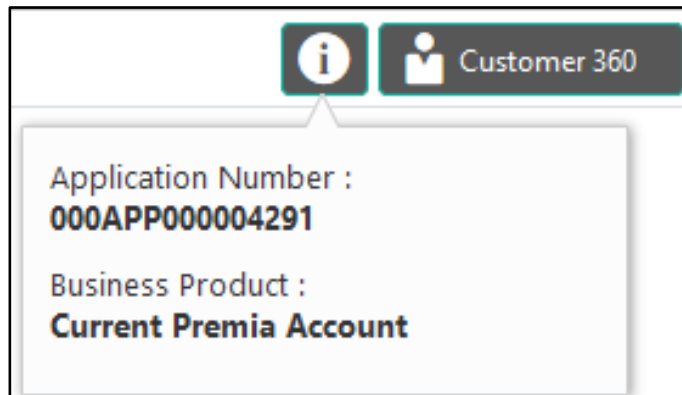 Customer 360
Application Number :
000APP000004291
Business Product :
Current Premia Account